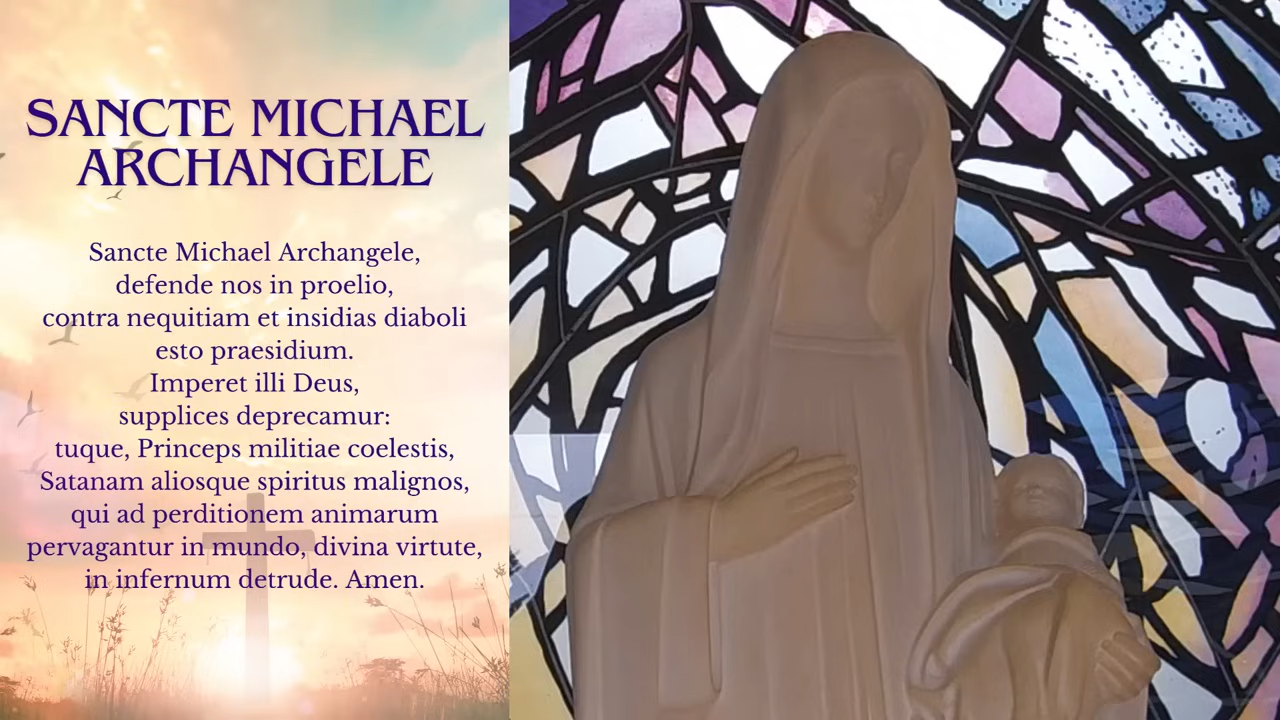 SANCTE MICHAEL
ARCHANGELE
Sancte Michael Archangele,
defende nos in proelio,
contra nequitiam et insidias diaboli
esto praesidium.
Imperet illi Deus,
supplices deprecamur:
tuque, Princeps militiae coelestis,
Satanam aliosque spiritus malignos,
qui ad perditionem animarum
pervagantur in mundo, divina virtute,
in infernum detrude. Amen.